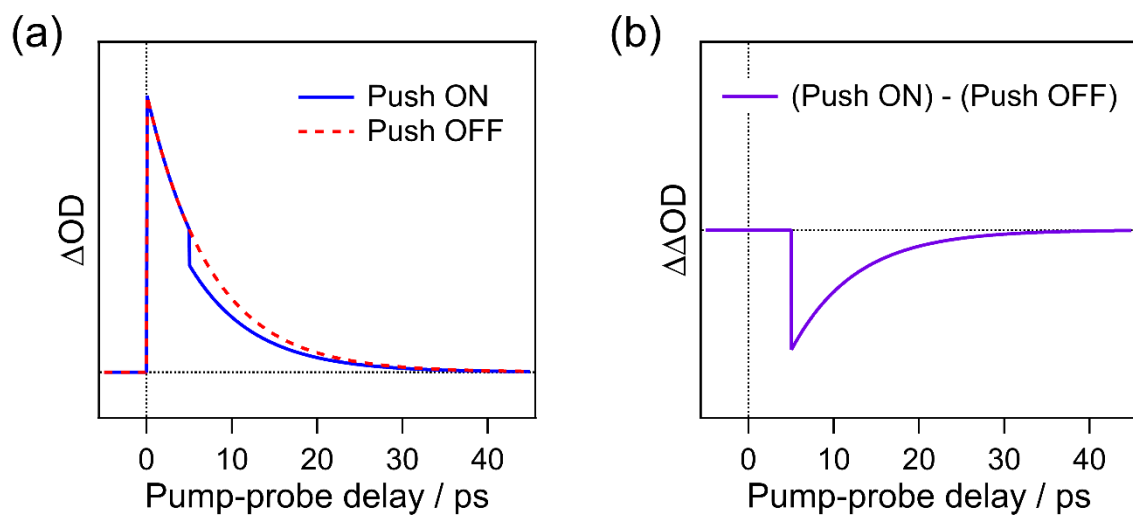 (a)
Push ON
Push OFF
ΔOD
0 10 20 30 40
Pump-probe delay / ps
(b)
(Push ON) - (Push OFF)
ΔΔOD
0 10 20 30 40
Pump-probe delay / ps